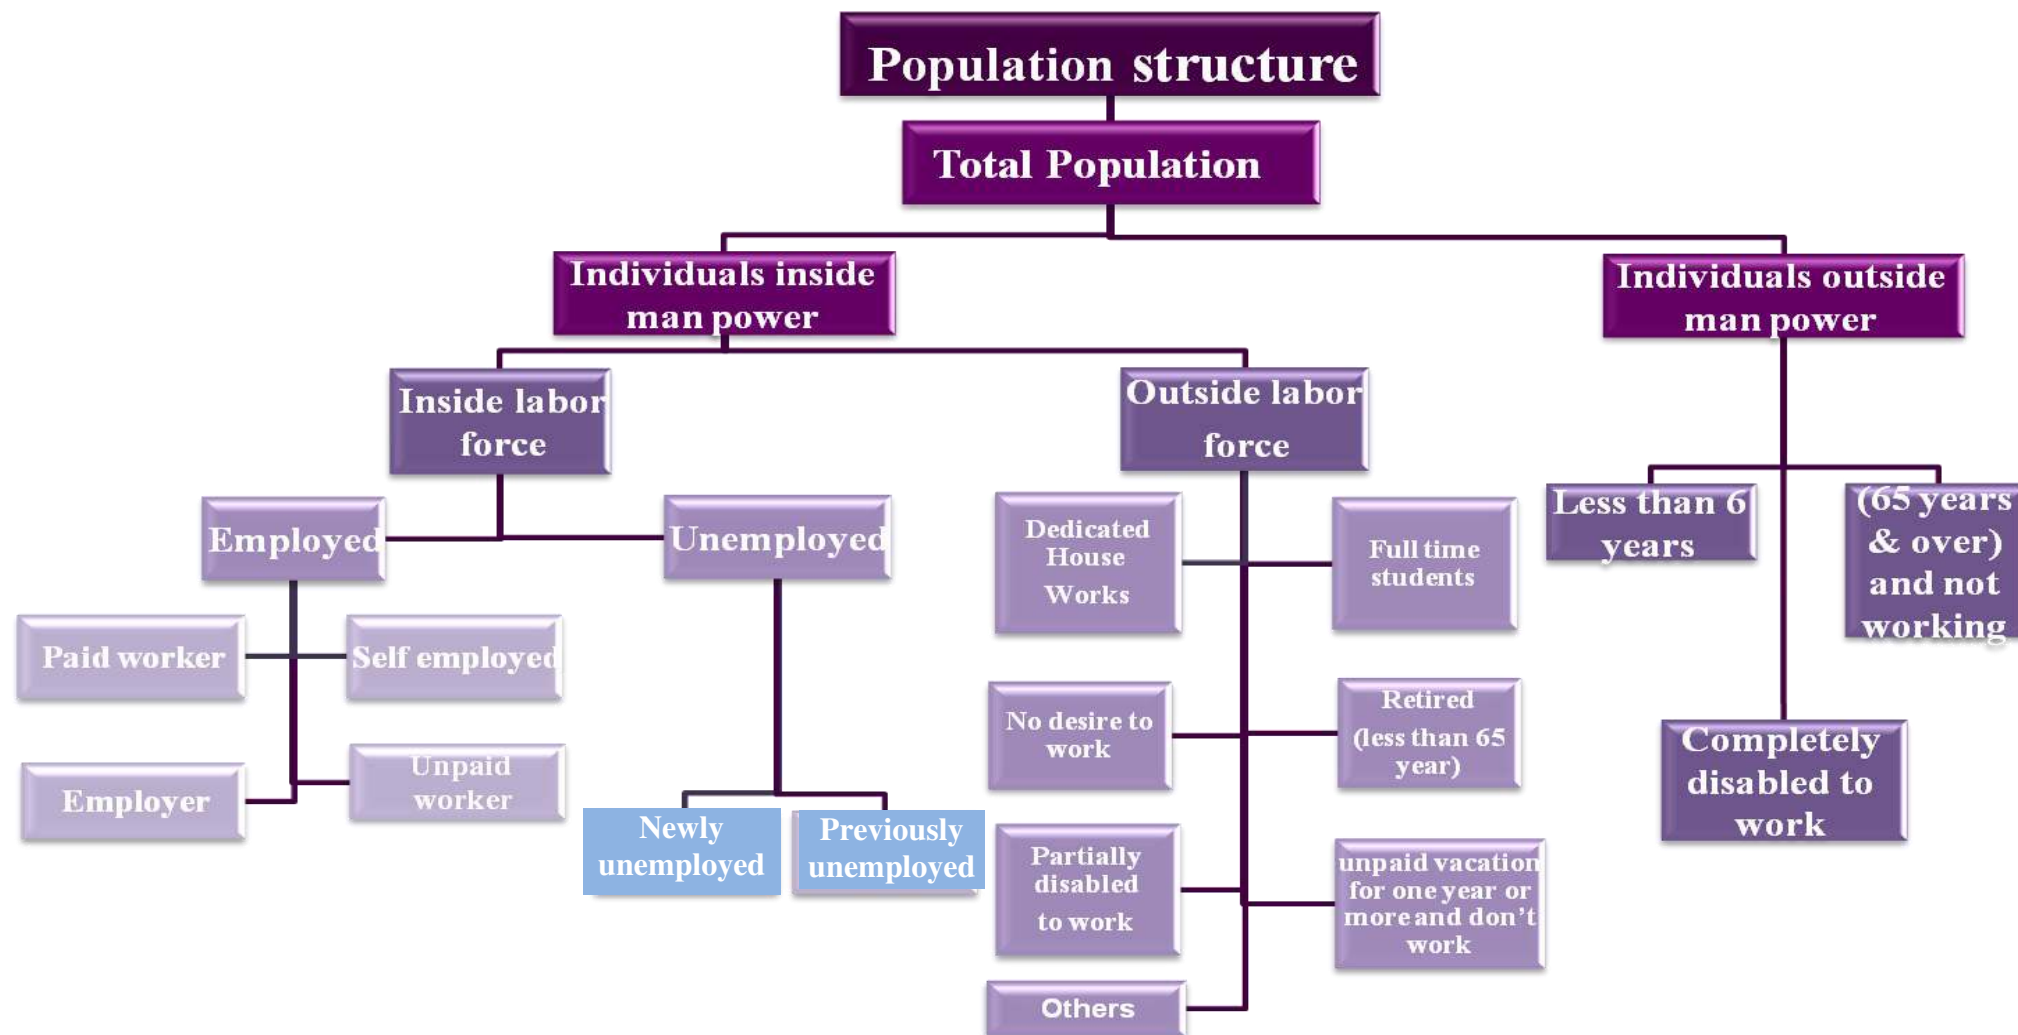 Population structure
Total Population
Individuals inside
man power
Individuals outside
man power
Inside labor
force
Outside labor
force
Less than 6
years
(65 years
& over)
and not
working
Completely
disabled to
work
Employed
Unemployed
Paid worker
Self employed
Employer
Unpaid
worker
Newly
unemployed
Previously
unemployed
Dedicated
House
Works
Full time
students
No desire to
work
Retired
(less than 65
year)
Partially
disabled
to work
unpaid vacation
for one year or
more and don’t
work
Others